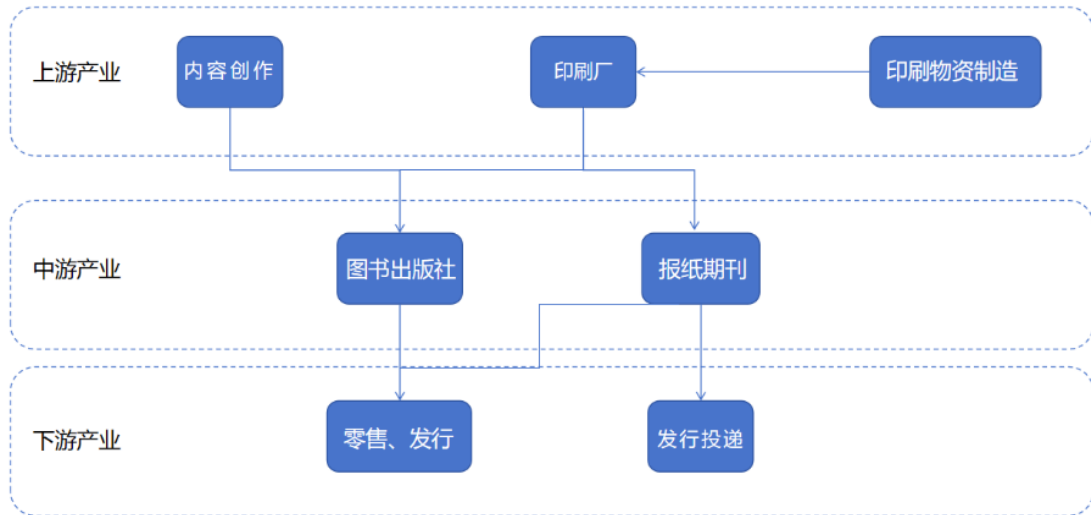 上游产业
内容创作
印刷厂
印刷物资制造
中游产业
图书出版社
报纸期刊
下游产业
零售、发行
发行投递